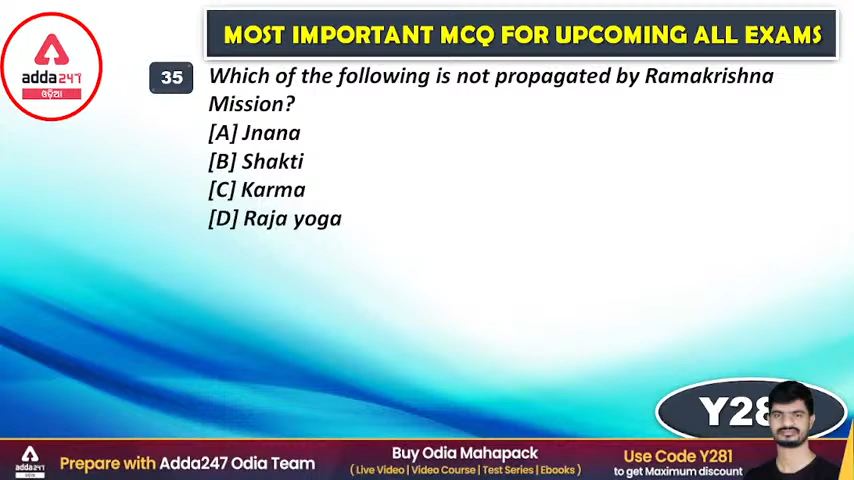 MOST IMPORTANT MCQ FOR UPCOMING ALL EXAMS
adda247
ଓଡ଼ିଆ
35
Which of the following is not propagated by Ramakrishna
Mission?
[A] Jnana
[B] Shakti
[C] Karma
[D] Raja yoga
adda247
Prepare with Adda247 Odia Team
Buy Odia Mahapack
( Live Video | Video Course | Test Series | Ebooks )
Use Code Y281
to get Maximum discount